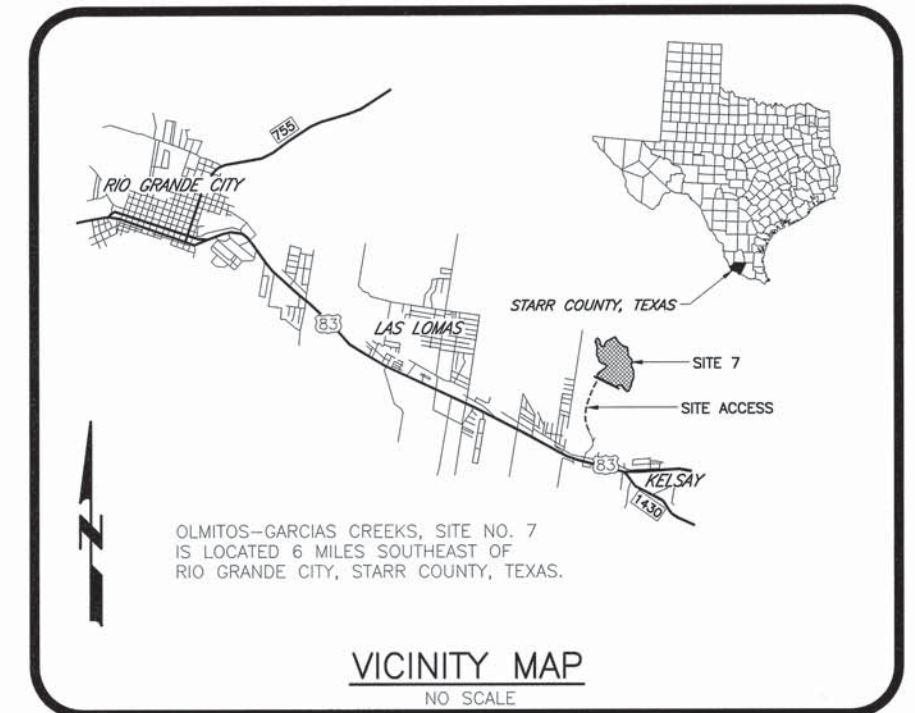 755
RIO GRANDE CITY
STARR COUNTY, TEXAS
83
LAS LOMAS
SITE 7
SITE ACCESS
83
KELSAY
1430
N
OLMITOS-GARCIAS CREEKS, SITE NO. 7
IS LOCATED 6 MILES SOUTHEAST OF
RIO GRANDE CITY, STARR COUNTY, TEXAS.
VICINITY MAP
NO SCALE